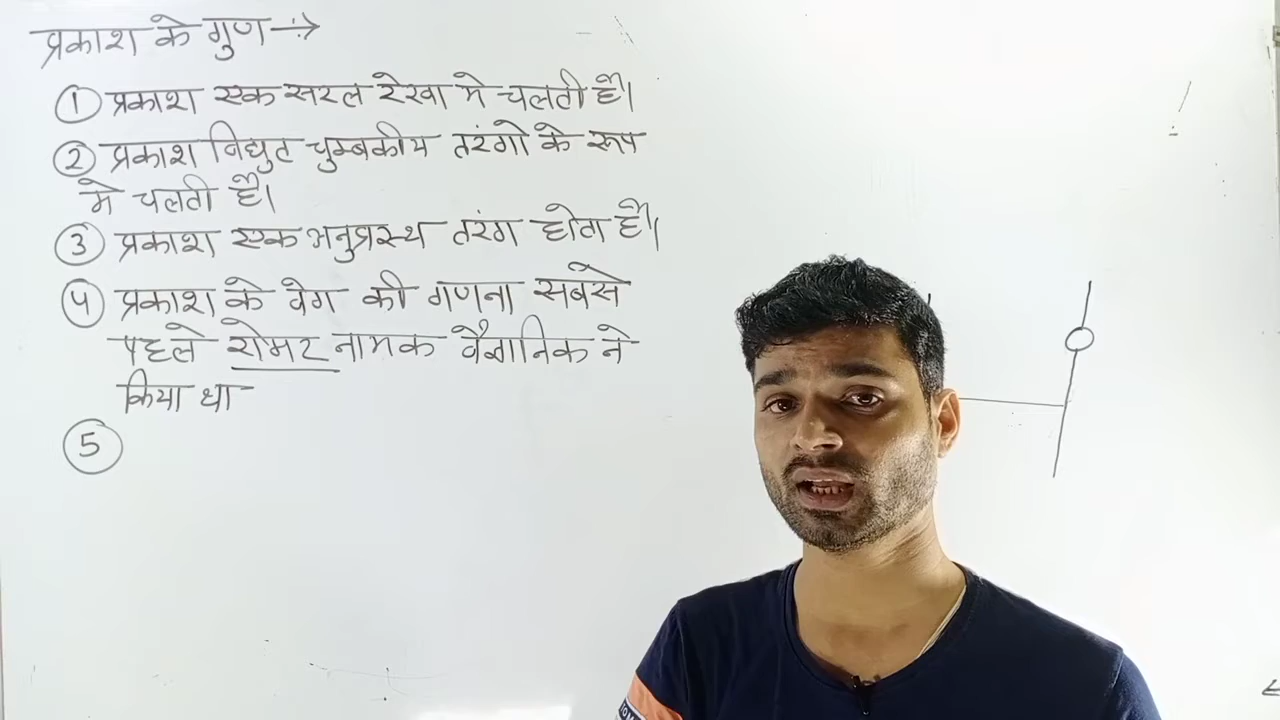 प्रकाश के गुण →
① प्रकाश एक सरल रेखा मे चलती है।
② प्रकाश विधुत चुम्बकीय तरंगो के रूप
मे चलती है।
③ प्रकाश एक अनुप्रस्थ तरंग होता है।
④ प्रकाश के वेग की गणना सबसे
पहले रोमर नामक वैज्ञानिक ने
किया था
⑤